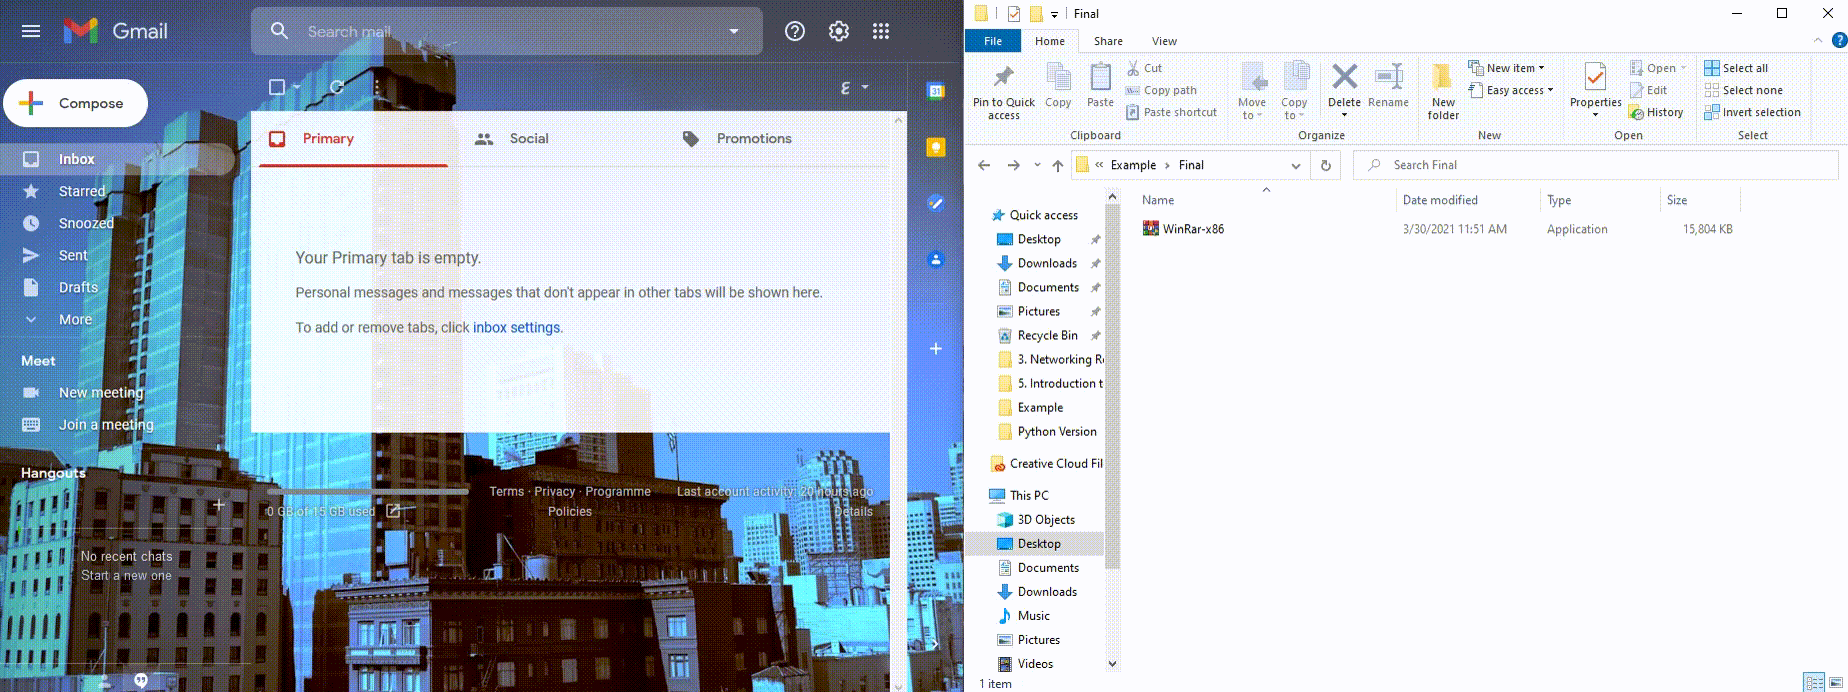 Gmail
Search mail
Compose
Inbox
Starred
Snoozed
Sent
Drafts
More
Meet
New meeting
Join a meeting
Hangouts
No recent chats
Start a new one
31
Primary
Social
Promotions
Your Primary tab is empty.
Personal messages and messages that don't appear in other tabs will be shown here.
To add or remove tabs, click inbox settings.
0 GB of 15 GB used
Terms · Privacy · Programme
Policies
Last account activity: 20 hours ago
Details
Final
File Home Share View
Pin to Quick
access
Copy
Paste
Cut
Copy path
Paste shortcut
Clipboard
Move
to
Copy
to
Delete
Rename
Organize
New
folder
New item
Easy access
New
Properties
Open
Edit
History
Open
Select all
Select none
Invert selection
Select
« Example › Final
Search Final
Name Date modified Type Size
WinRar-x86 3/30/2021 11:51 AM Application 15,804 KB
Quick access
Desktop
Downloads
Documents
Pictures
Recycle Bin
3. Networking R
5. Introduction t
Example
Python Version
Creative Cloud Fil
This PC
3D Objects
Desktop
Documents
Downloads
Music
Pictures
Videos
1 item